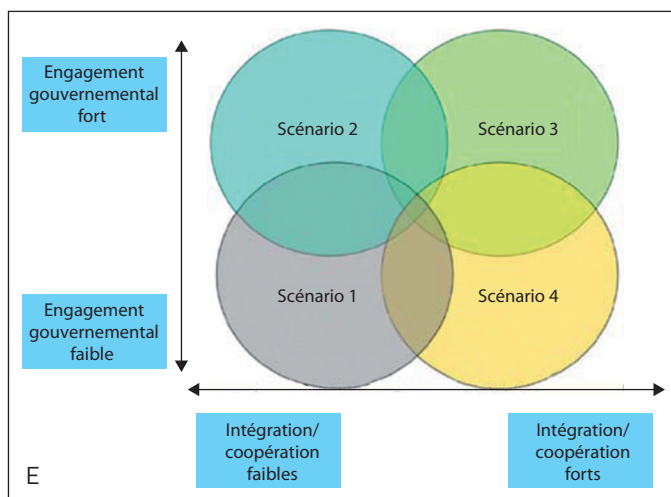 Engagement
gouvernemental
fort
Scénario 2
Scénario 3
Engagement
gouvernemental
faible
Scénario 1
Scénario 4
Intégration/
coopération
faibles
Intégration/
coopération
forts
E